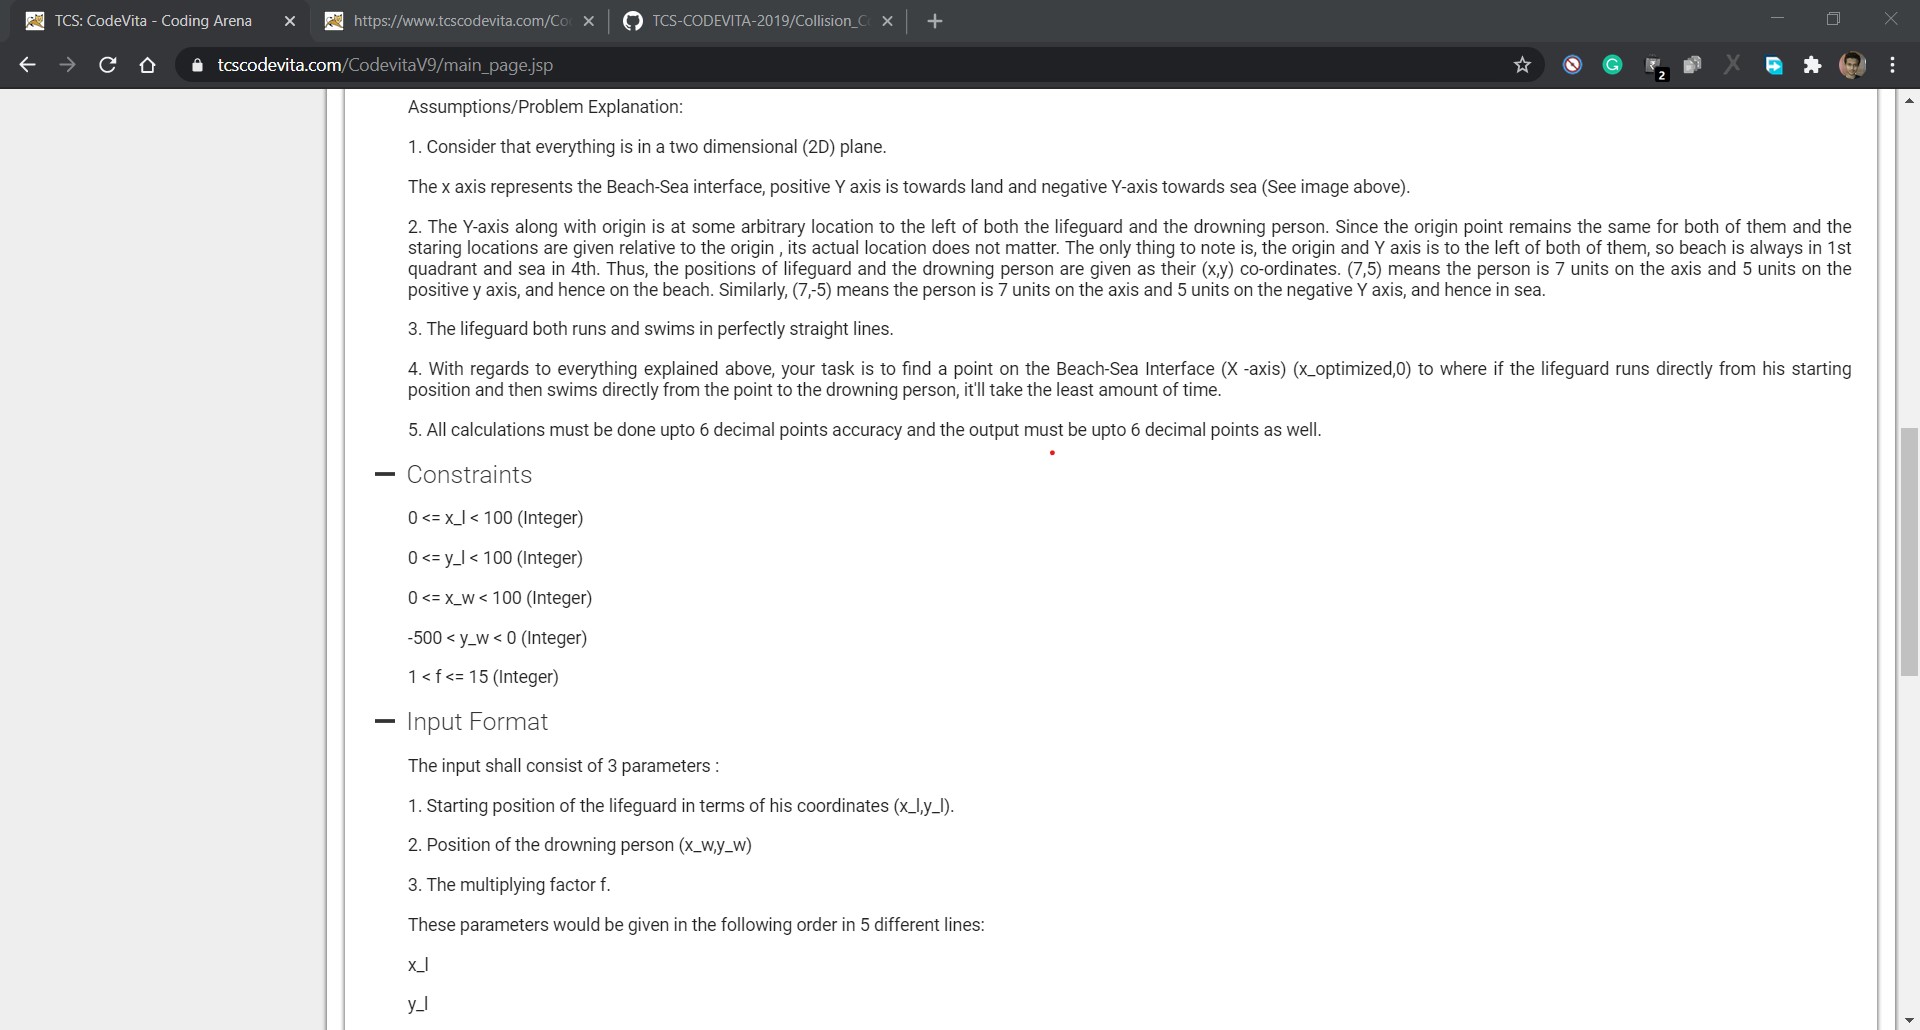 TCS: CodeVita - Coding Arena
https://www.tcscodevita.com/Co
TCS-CODEVITA-2019/Collision_C
tcscodevita.com/CodevitaV9/main_page.jsp
2
Assumptions/Problem Explanation:
1. Consider that everything is in a two dimensional (2D) plane.
The x axis represents the Beach-Sea interface, positive Y axis is towards land and negative Y-axis towards sea (See image above).
2. The Y-axis along with origin is at some arbitrary location to the left of both the lifeguard and the drowning person. Since the origin point remains the same for both of them and the
staring locations are given relative to the origin , its actual location does not matter. The only thing to note is, the origin and Y axis is to the left of both of them, so beach is always in 1st
quadrant and sea in 4th. Thus, the positions of lifeguard and the drowning person are given as their (x,y) co-ordinates. (7,5) means the person is 7 units on the axis and 5 units on the
positive y axis, and hence on the beach. Similarly, (7,-5) means the person is 7 units on the axis and 5 units on the negative Y axis, and hence in sea.
3. The lifeguard both runs and swims in perfectly straight lines.
4. With regards to everything explained above, your task is to find a point on the Beach-Sea Interface (X -axis) (x_optimized,0) to where if the lifeguard runs directly from his starting
position and then swims directly from the point to the drowning person, it'll take the least amount of time.
5. All calculations must be done upto 6 decimal points accuracy and the output must be upto 6 decimal points as well.
Constraints
0 <= x_l < 100 (Integer)
0 <= y_l < 100 (Integer)
0 <= x_w < 100 (Integer)
-500 < y_w < 0 (Integer)
1 < f <= 15 (Integer)
Input Format
The input shall consist of 3 parameters :
1. Starting position of the lifeguard in terms of his coordinates (x_l,y_l).
2. Position of the drowning person (x_w,y_w)
3. The multiplying factor f.
These parameters would be given in the following order in 5 different lines:
x_l
y_l